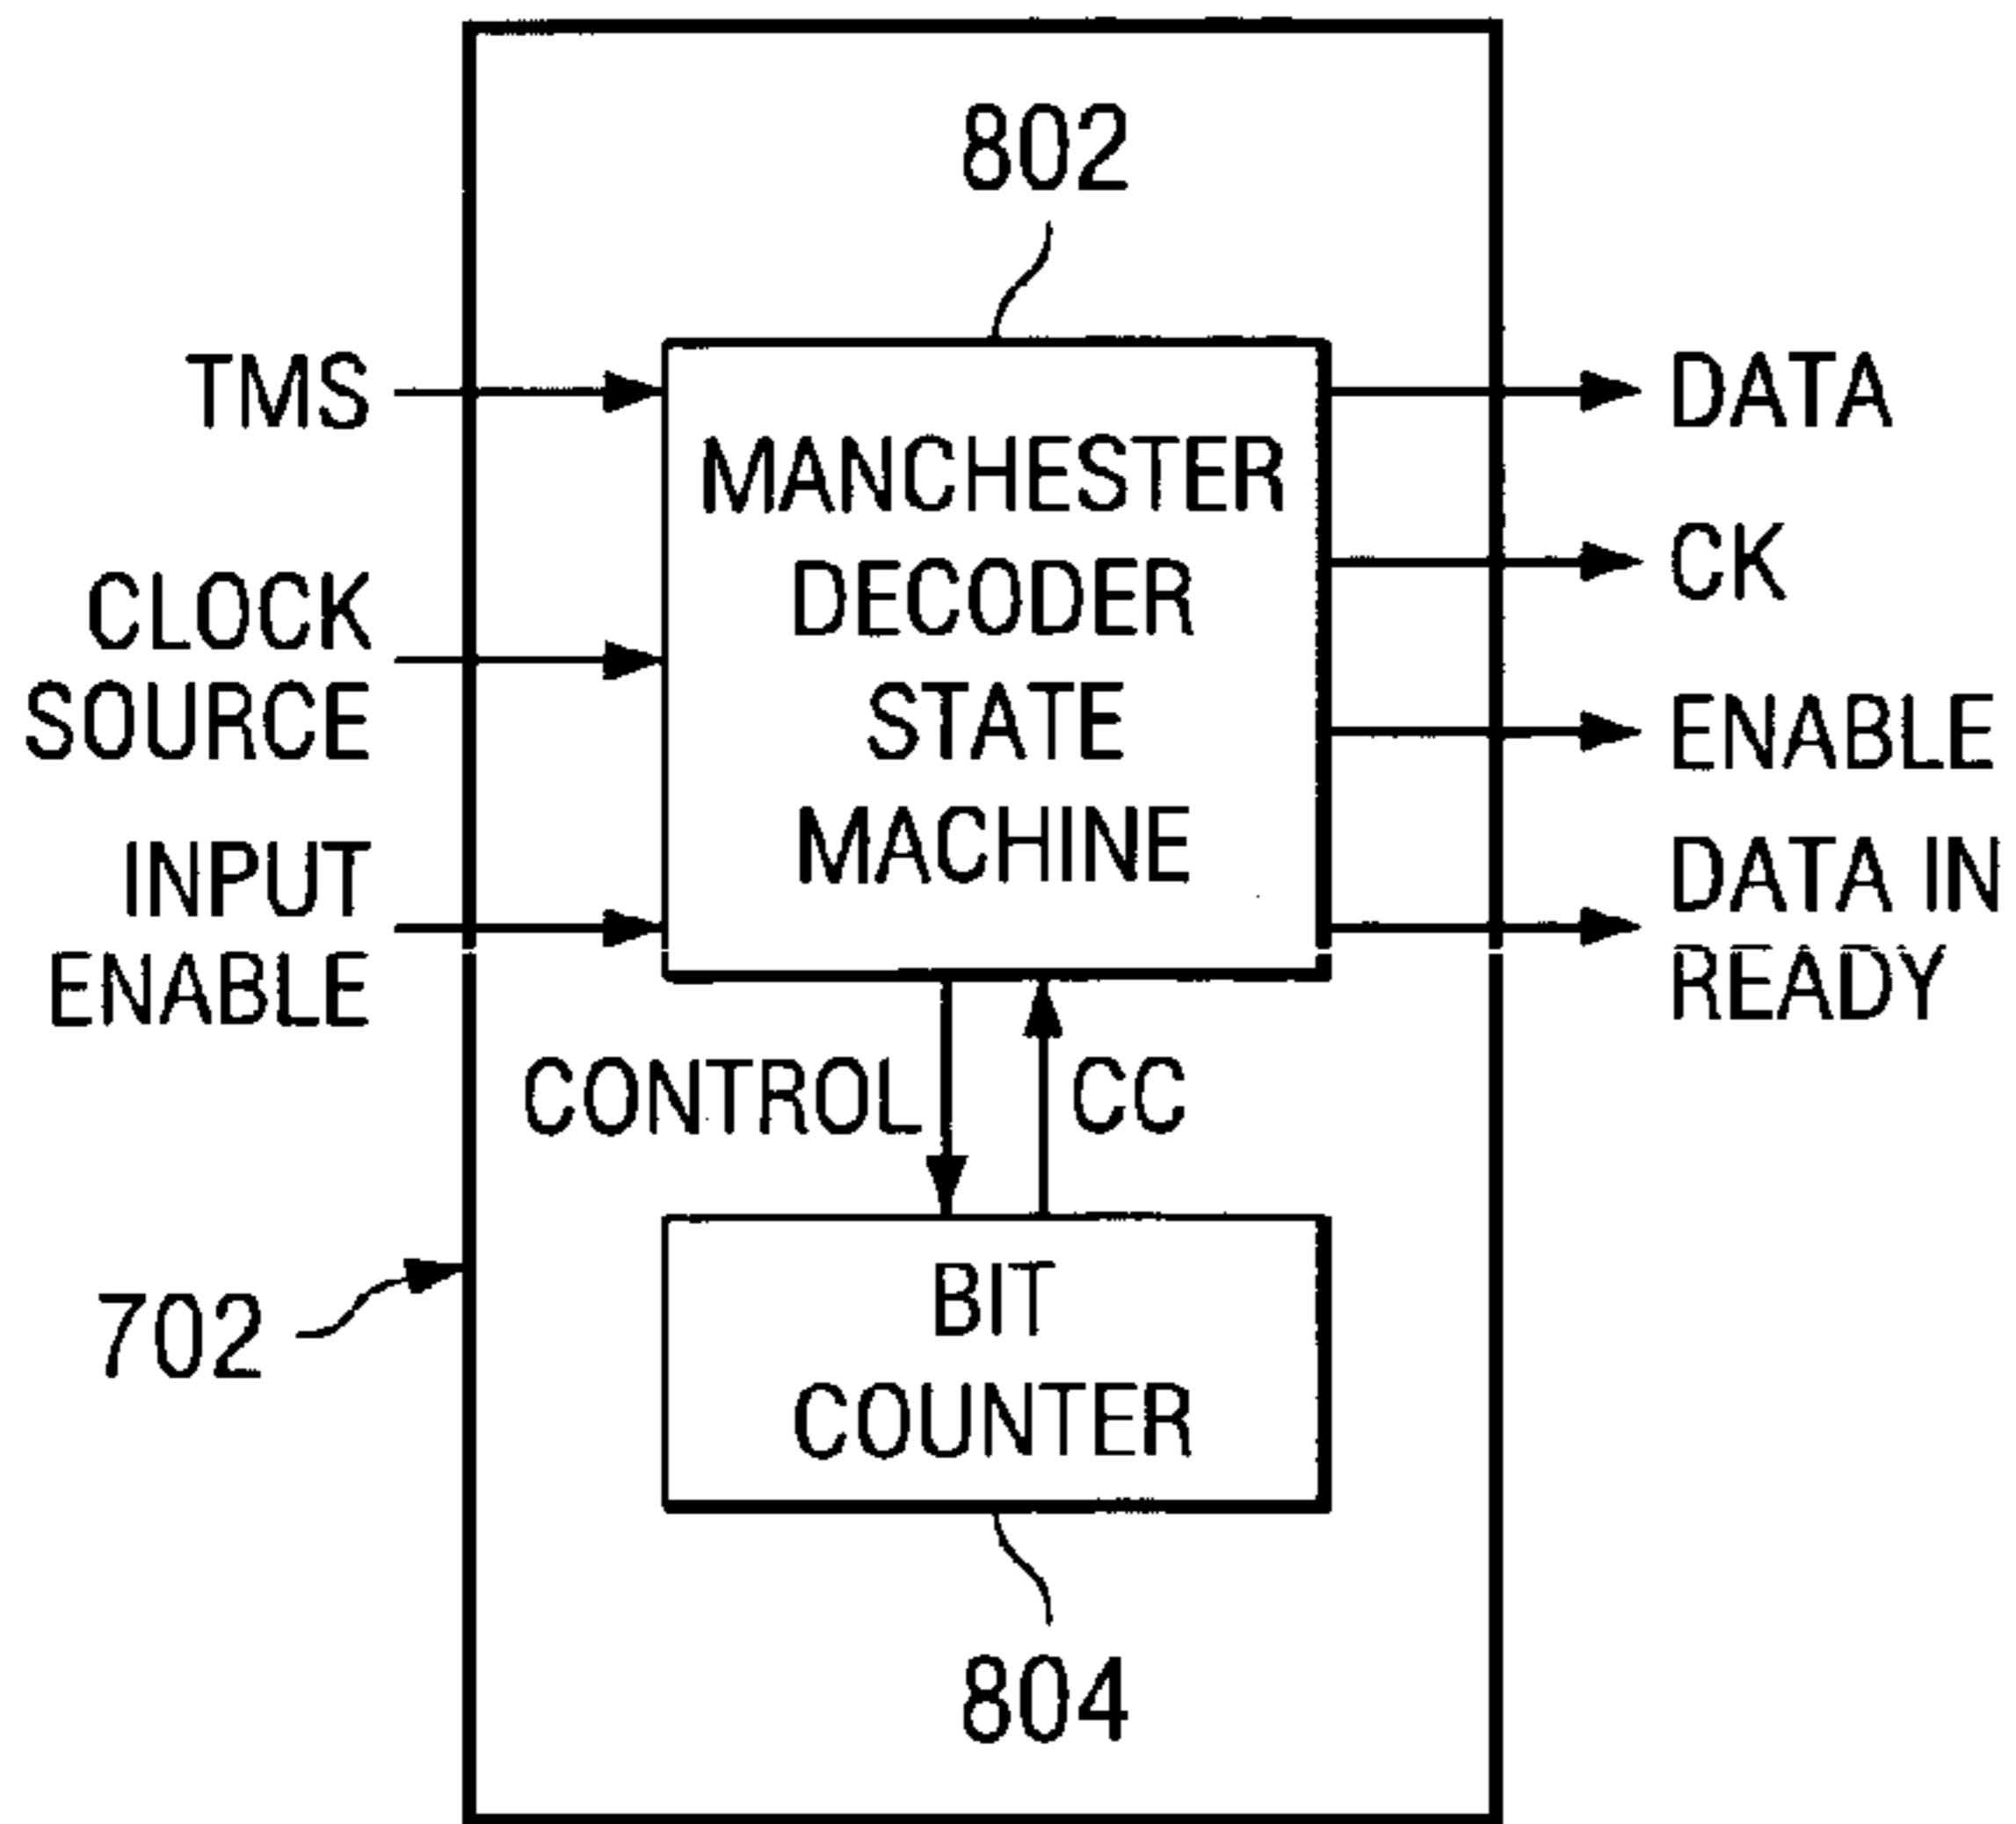 802
TMS
CLOCK
SOURCE
INPUT
ENABLE
MANCHESTER
DECODER
STATE
MACHINE
DATA
CK
ENABLE
DATA IN
READY
CONTROL
CC
BIT
COUNTER
702
804